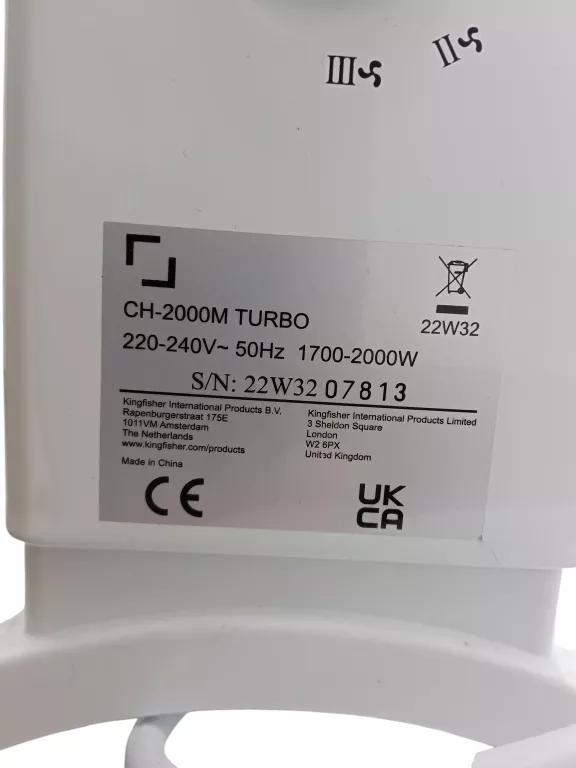 III
II
CH-2000M TURBO
220-240V~ 50Hz 1700-2000W
22W32
S/N: 22W32 07813
Kingfisher International Products B.V.
Rapenburgerstraat 175E
1011VM Amsterdam
The Netherlands
www.kingfisher.com/products
Kingfisher International Products Limited
3 Sheldon Square
London
W2 6PX
United Kingdom
Made in China
CE
UK
CA